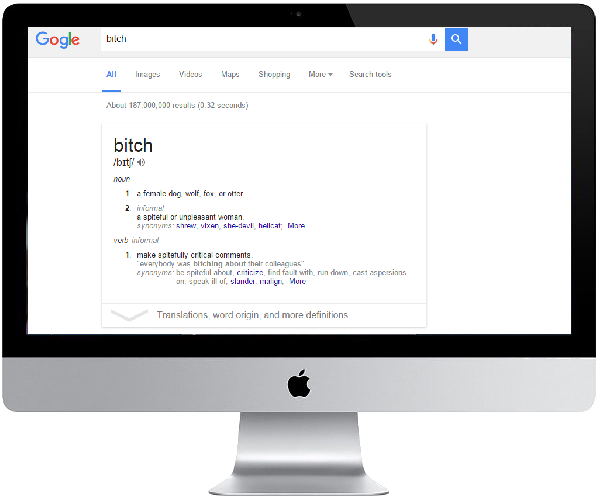 Gogle bitch
All Images Videos Maps Shopping More Search tools
About 187,000,000 results (0.32 seconds)
bitch
/bɪtʃ/
noun
1. a female dog, wolf, fox, or otter.
2. informal
a spiteful or unpleasant woman.
synonyms: shrew, vixen, she-devil, hellcat; More
verb informal
1. make spitefully critical comments.
"everybody was bitching about their colleagues"
synonyms: be spiteful about, criticize, find fault with, run down, cast aspersions
on, speak ill of, slander, malign, More
Translations, word origin, and more definitions